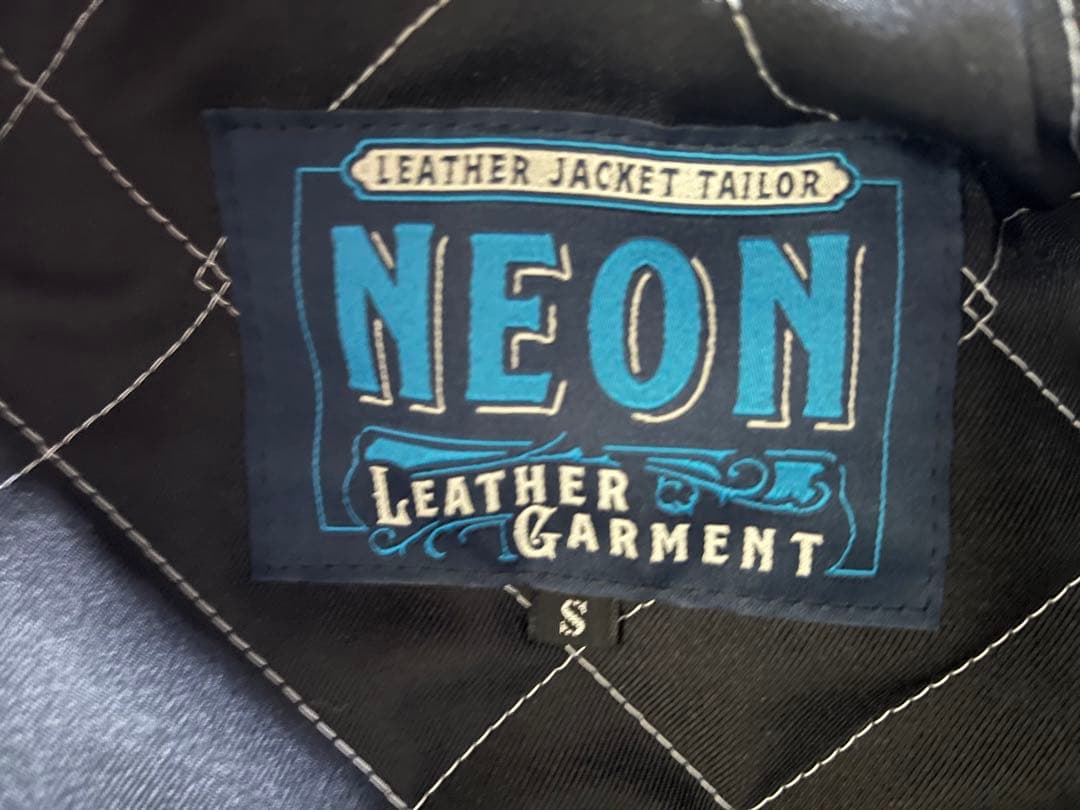 LEATHER JACKET TAILOR
NEON
LEATHER
GARMENT
S